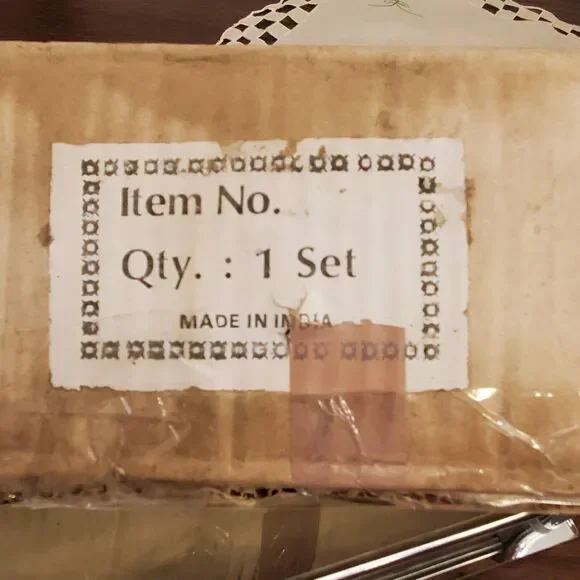 Item No.
Qty. : 1 Set
MADE IN INDIA